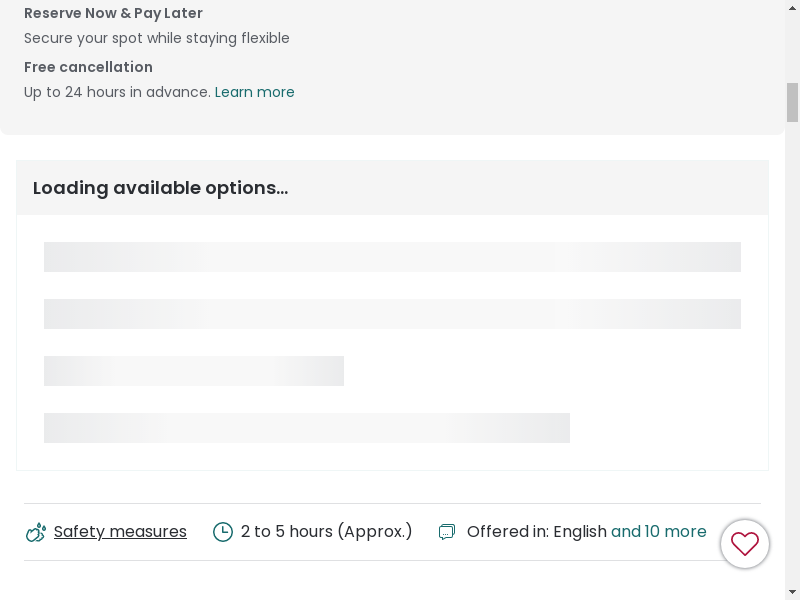 Reserve Now & Pay Later
Secure your spot while staying flexible
Free cancellation
Up to 24 hours in advance. Learn more
Loading available options...
Safety measures
2 to 5 hours (Approx.)
Offered in: English and 10 more